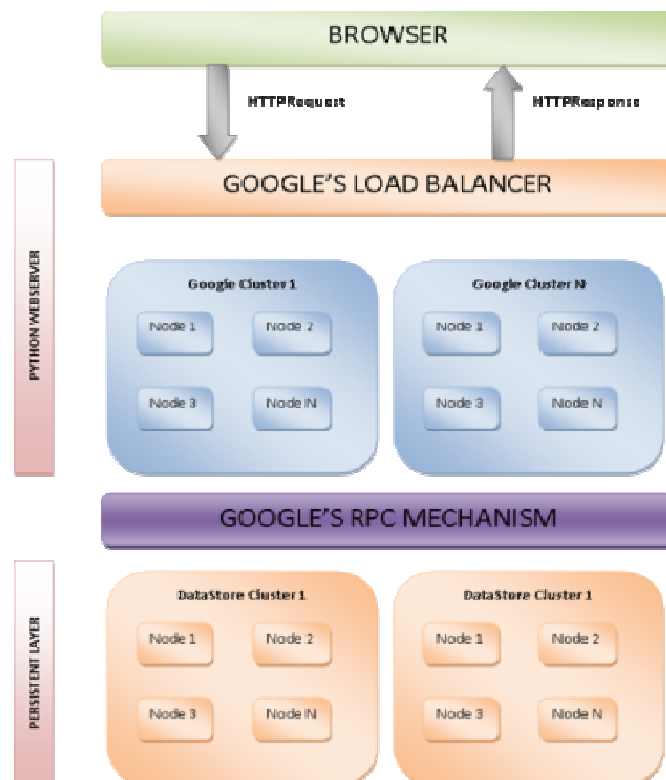 BROWSER
HTTPRequest
HTTPResponse
GOOGLE'S LOAD BALANCER
PYTHON WEBSERVER
Google Cluster 1
Google Cluster N
Node 1
Node 2
Node 1
Node 2
Node 3
Node N
Node 3
Node N
GOOGLE'S RPC MECHANISM
PERSISTENT LAYER
DataStore Cluster 1
DataStore Cluster 1
Node 1
Node 2
Node 1
Node 2
Node 3
Node N
Node 3
Node N